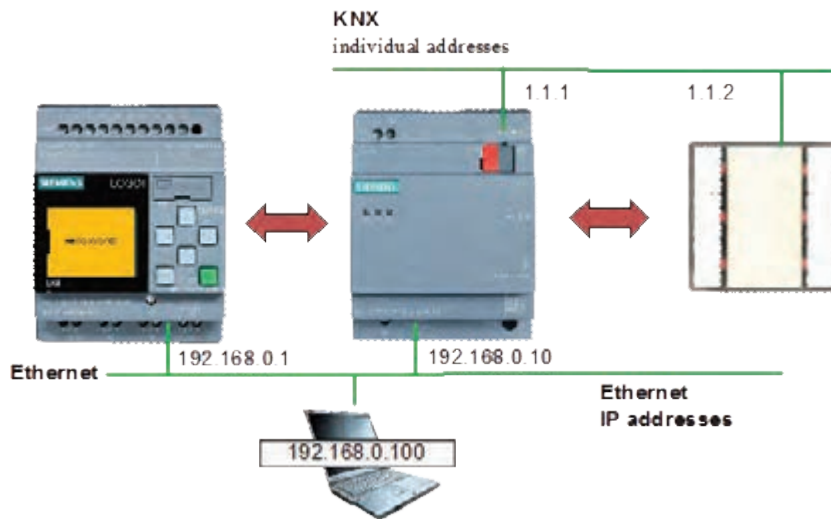 KNX
individual addresses
1.1.1
1.1.2
SIEMENS
LOGO!
SIEMENS
192.168.0.1
192.168.0.10
Ethernet
Ethernet
IP addresses
192.168.0.100